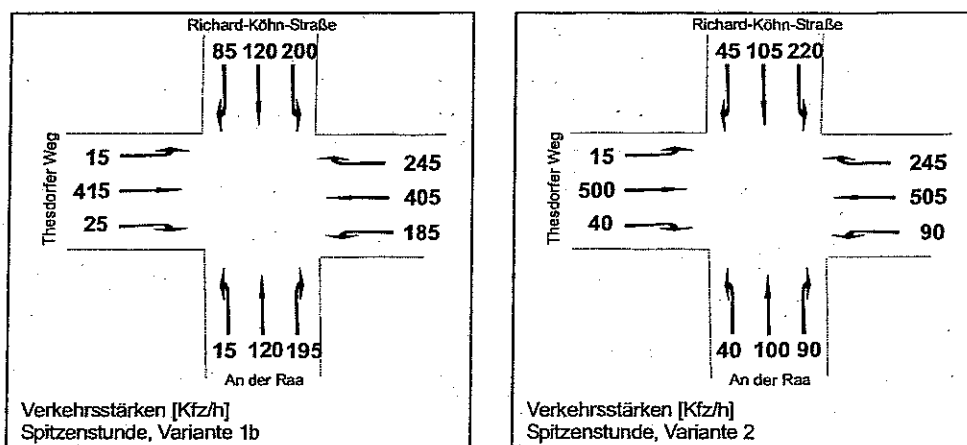 Richard-Köhn-Straße
85 120 200
Thesdorfer Weg
15
415
25
245
405
185
15 120 195
An der Raa
Verkehrsstärken [Kfz/h]
Spitzenstunde, Variante 1b
Richard-Köhn-Straße
45 105 220
Thesdorfer Weg
15
500
40
245
505
90
40 100 90
An der Raa
Verkehrsstärken [Kfz/h]
Spitzenstunde, Variante 2